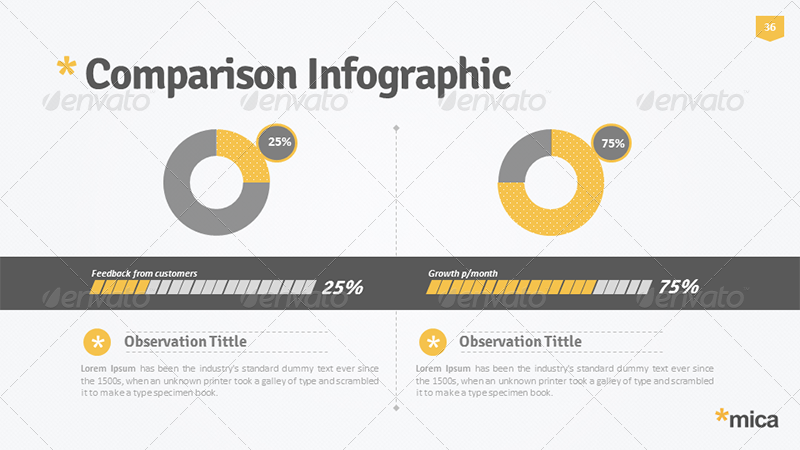 36
* Comparison Infographic
envato envato envato envato
25%
75%
Feedback from customers
25%
Growth p/month
75%
envato envato envato envato
* Observation Tittle
Lorem Ipsum has been the industry's standard dummy text ever since
the 1500s, when an unknown printer took a galley of type and scrambled
it to make a type specimen book.
* Observation Tittle
Lorem Ipsum has been the industry's standard dummy text ever since
the 1500s, when an unknown printer took a galley of type and scrambled
it to make a type specimen book.
*mica